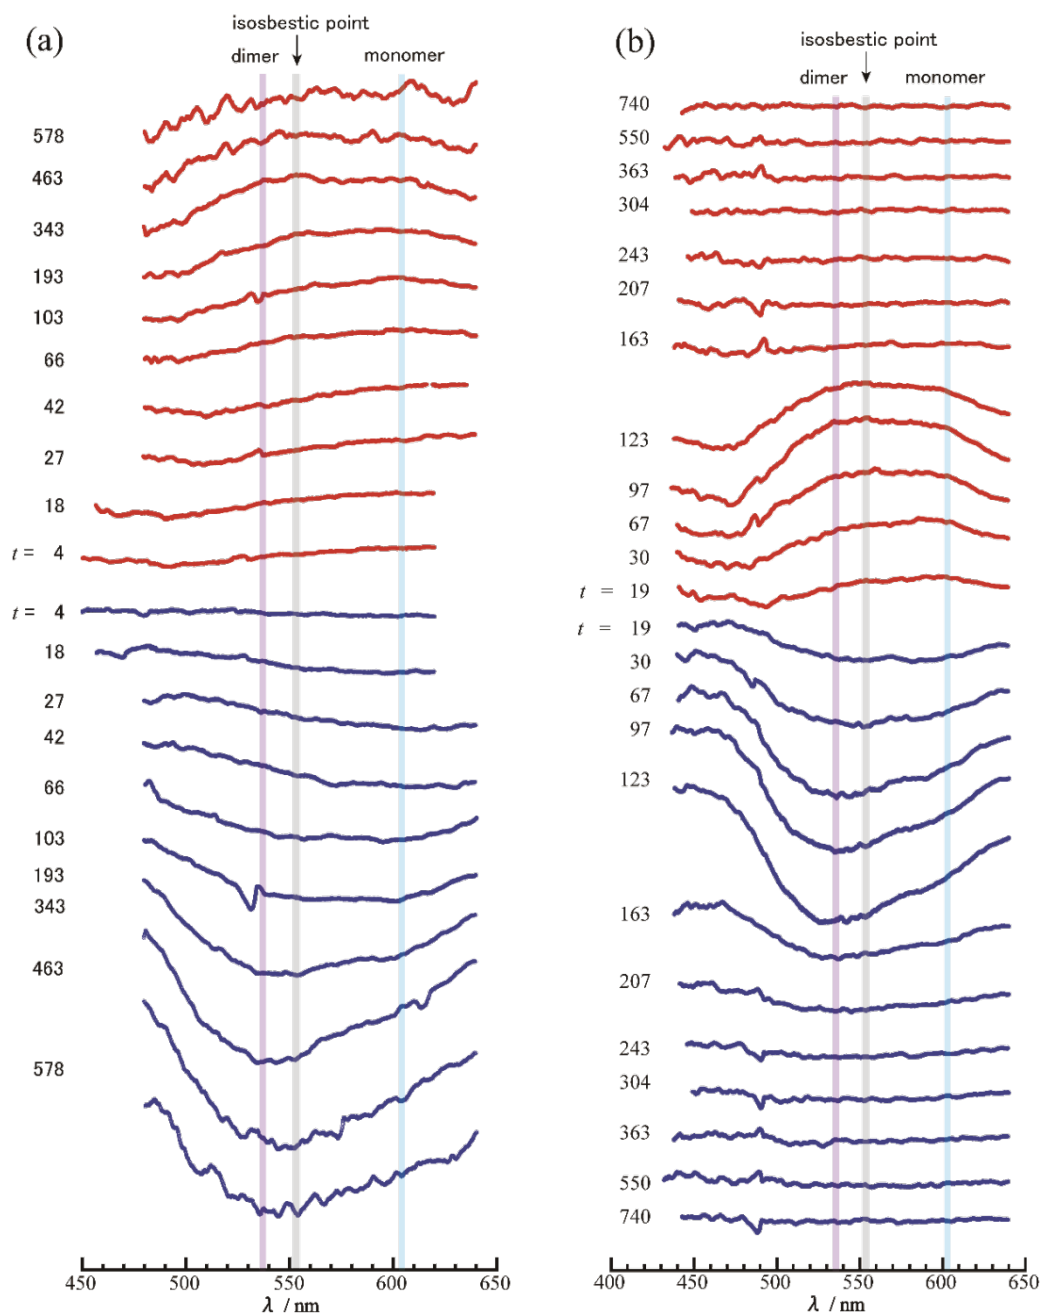 (a)
isosbestic point
dimer
monomer
578
463
343
193
103
66
42
27
18
t = 4
t = 4
18
27
42
66
103
193
343
463
578
450 500 550 600 650
λ / nm
(b)
isosbestic point
dimer
monomer
740
550
363
304
243
207
163
123
97
67
30
t = 19
t = 19
30
67
97
123
163
207
243
304
363
550
740
400 450 500 550 600 650
λ / nm